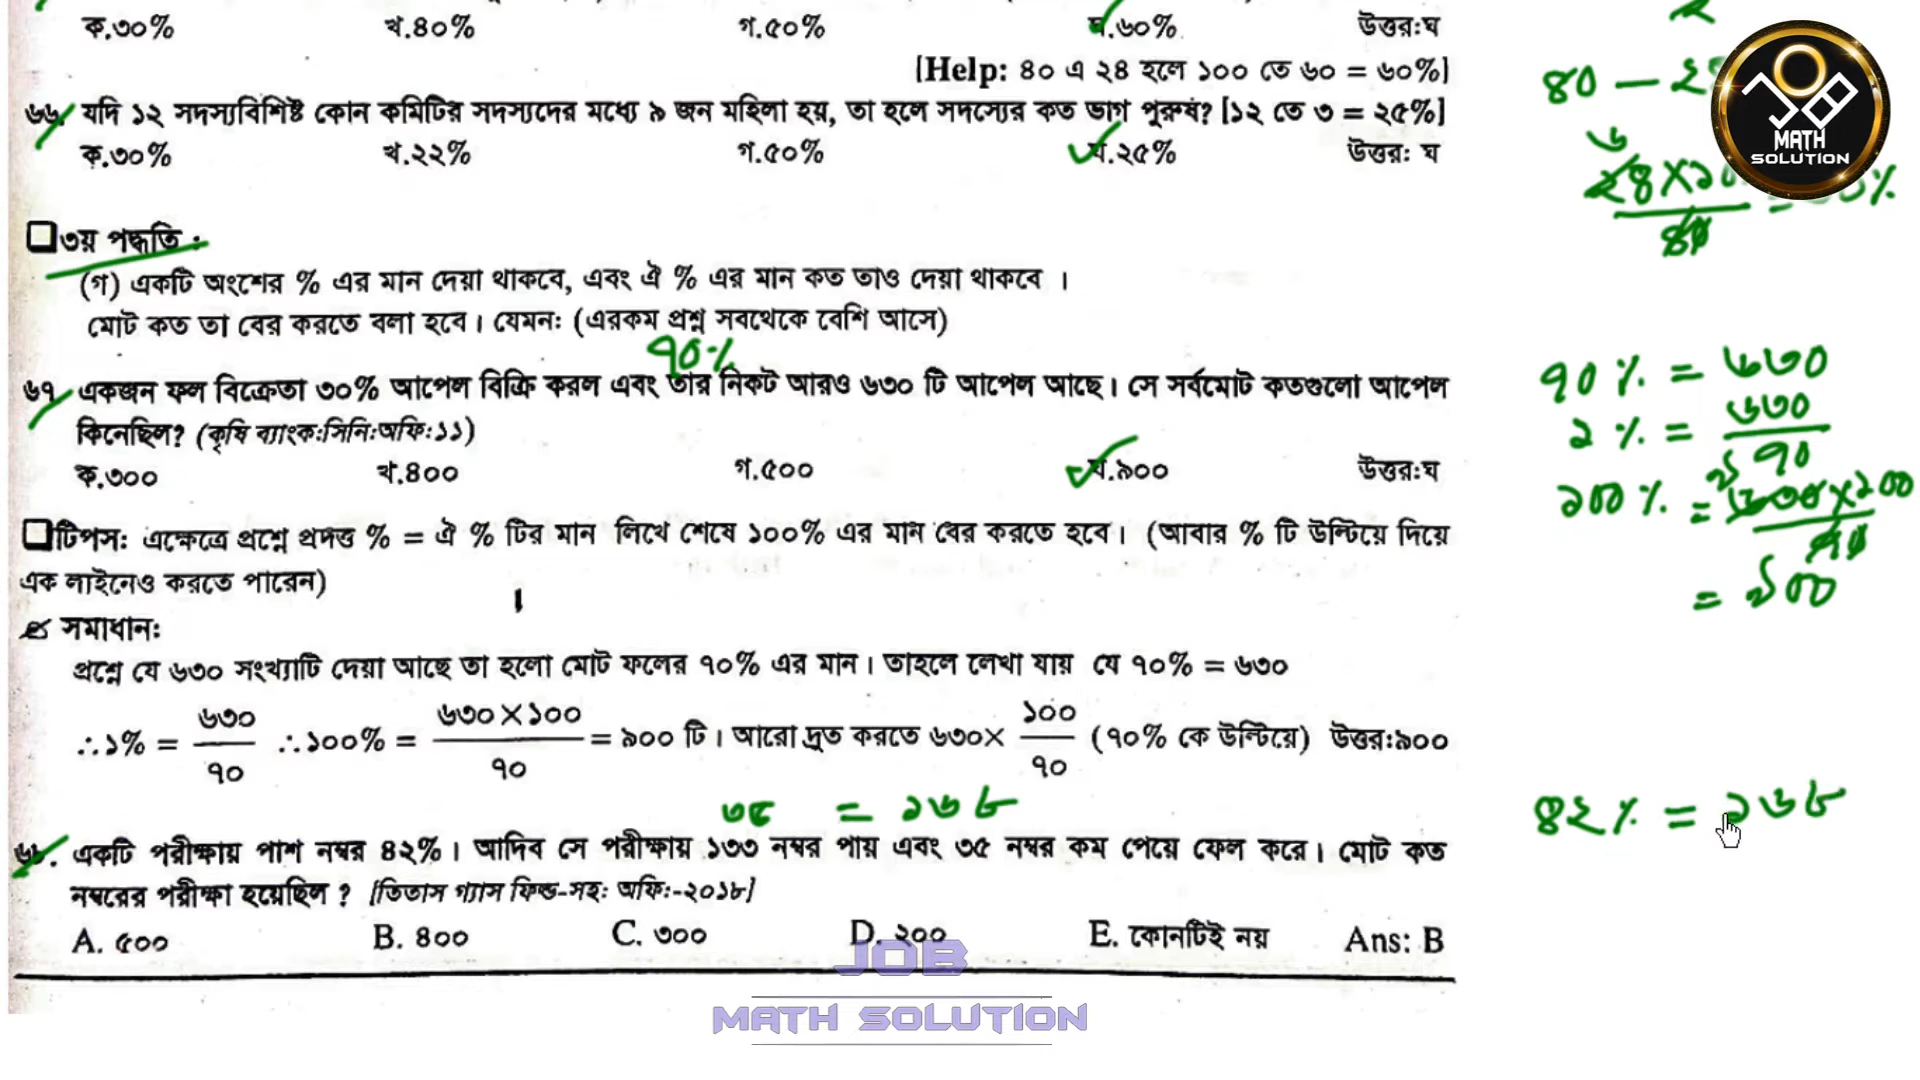 ক.৩০% খ.৪০% গ.৫০% ঘ.৬০% উত্তর:ঘ
[Help: ৪০ এ ২৪ হলে ১০০ তে ৬০ = ৬০%]
৬৬. যদি ১২ সদস্যবিশিষ্ট কোন কমিটির সদস্যদের মধ্যে ৯ জন মহিলা হয়, তা হলে সদস্যের কত ভাগ পুরুষ? [১২ তে ৩ = ২৫%]
ক.৩০% খ.২২% গ.৫০% ঘ.২৫% উত্তর: ঘ
৩য় পদ্ধতি :
(গ) একটি অংশের % এর মান দেয়া থাকবে, এবং ঐ % এর মান কত তাও দেয়া থাকবে ।
মোট কত তা বের করতে বলা হবে। যেমন: (এরকম প্রশ্ন সবথেকে বেশি আসে)
৭০%
৬৭. একজন ফল বিক্রেতা ৩০% আপেল বিক্রি করল এবং তার নিকট আরও ৬৩০ টি আপেল আছে। সে সর্বমোট কতগুলো আপেল
কিনেছিল? (কৃষি ব্যাংক:সিনি:অফি:১১)
ক.৩০০ খ.৪০০ গ.৫০০ ঘ.৯০০ উত্তর:ঘ
টিপস: এক্ষেত্রে প্রশ্নে প্রদত্ত % = ঐ % টির মান লিখে শেষে ১০০% এর মান বের করতে হবে। (আবার % টি উল্টিয়ে দিয়ে
এক লাইনেও করতে পারেন)
সমাধান:
প্রশ্নে যে ৬৩০ সংখ্যাটি দেয়া আছে তা হলো মোট ফলের ৭০% এর মান। তাহলে লেখা যায় যে ৭০% = ৬৩০
∴১% = ৬৩০/৭০ ∴১০০% = ৬৩০×১০০/৭০ = ৯০০ টি। আরো দ্রুত করতে ৬৩০× ১০০/৭০ (৭০% কে উল্টিয়ে) উত্তর:৯০০
৩৫ = ১৬৮
৬৮. একটি পরীক্ষায় পাশ নম্বর ৪২%। আদিব সে পরীক্ষায় ১৩৩ নম্বর পায় এবং ৩৫ নম্বর কম পেয়ে ফেল করে। মোট কত
নম্বরের পরীক্ষা হয়েছিল ? [তিতাস গ্যাস ফিল্ড-সহ: অফি:-২০১৮]
A. ৫০০ B. ৪০০ C. ৩০০ D. ২০০ E. কোনটিই নয় Ans: B
JOB
MATH SOLUTION
MATH
SOLUTION
৭০% = ৬৩০
১% = ৬৩০/৭০
১০০% = ৬৩০×১০০/৭০
= ৯০০
৪২% = ১৬৮